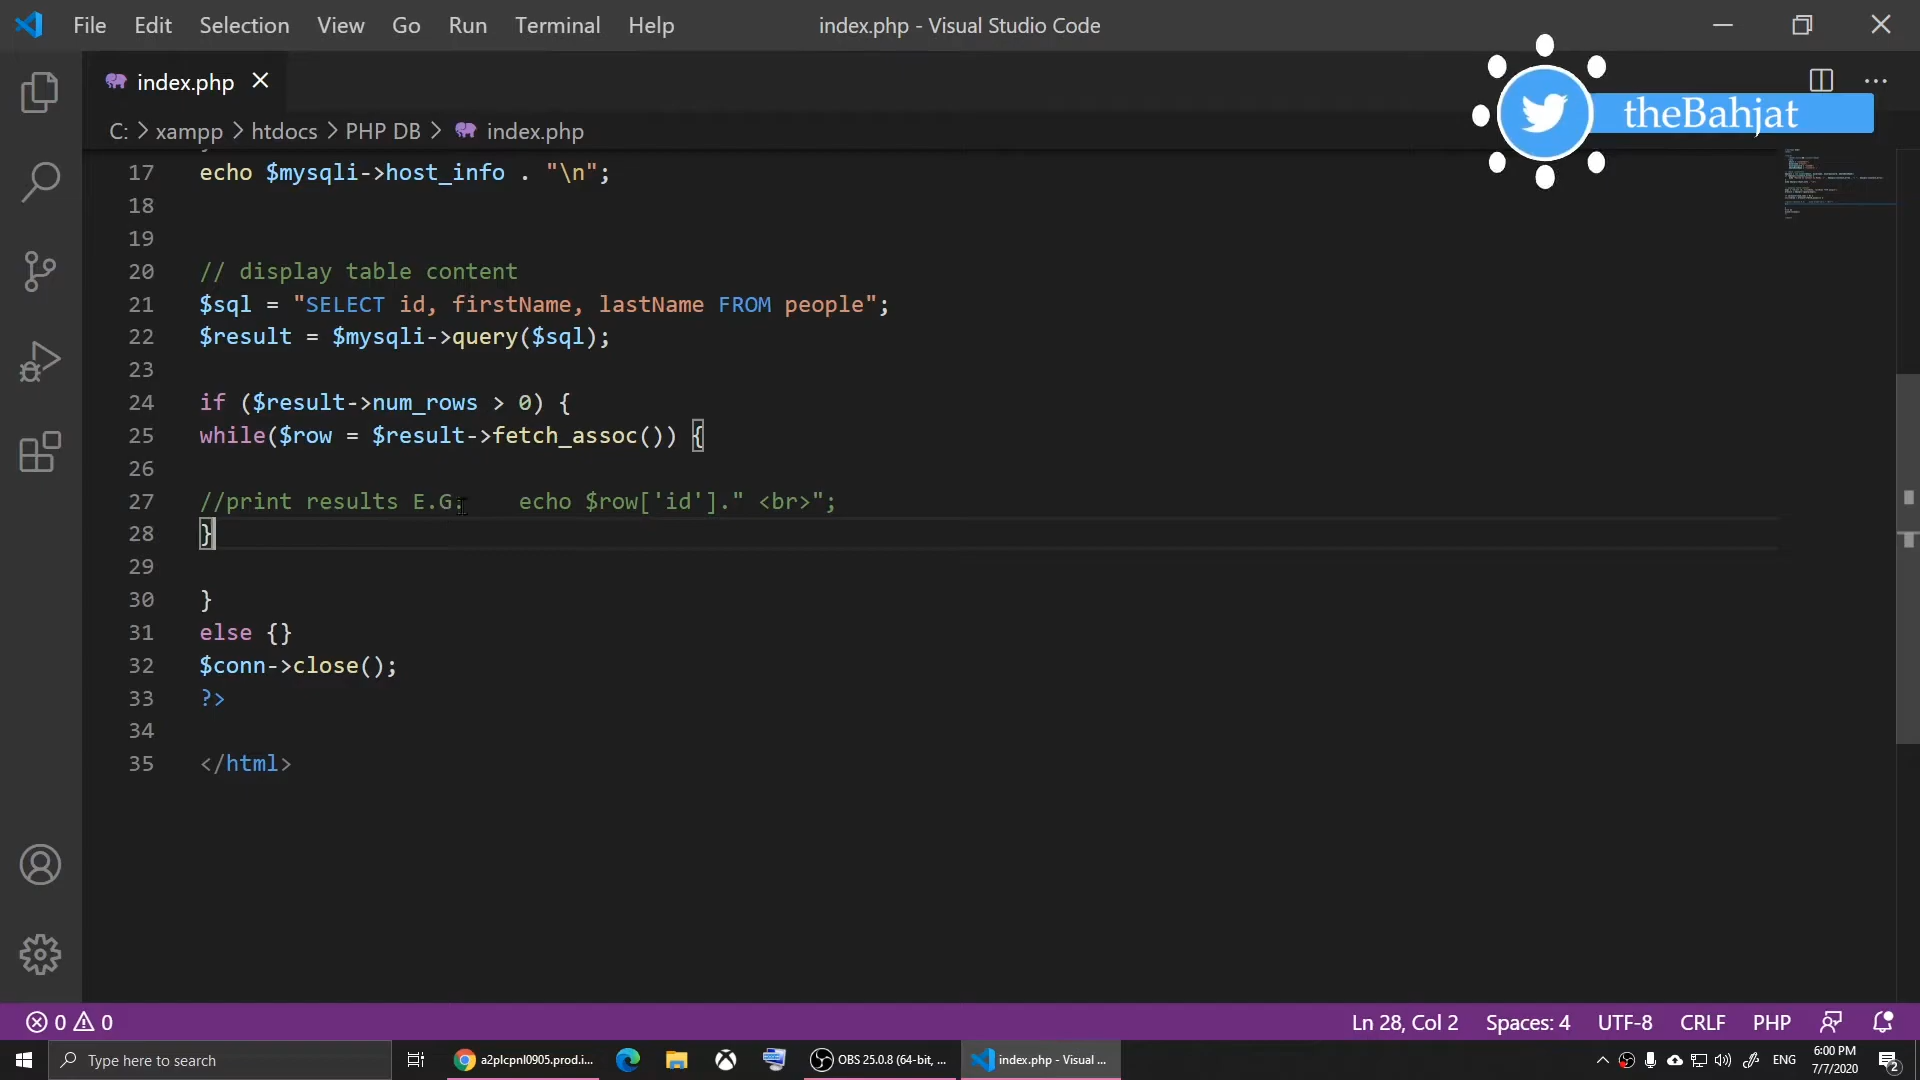 File Edit Selection View Go Run Terminal Help
index.php - Visual Studio Code
index.php
theBahjat
C: > xampp > htdocs > PHP DB > index.php
17 echo $mysqli->host_info . "\n";
18
19
20 // display table content
21 $sql = "SELECT id, firstName, lastName FROM people";
22 $result = $mysqli->query($sql);
23
24 if ($result->num_rows > 0) {
25 while($row = $result->fetch_assoc()) {
26
27 //print results E.G:    echo $row['id']." <br>";
28 }
29
30 }
31 else {}
32 $conn->close();
33 ?>
34
35 </html>
0 0
Ln 28, Col 2 Spaces: 4 UTF-8 CRLF PHP
Type here to search
a2plcpnl0905.prod.i...
OBS 25.0.8 (64-bit, ...
index.php - Visual ...
ENG
6:00 PM
7/7/2020
2